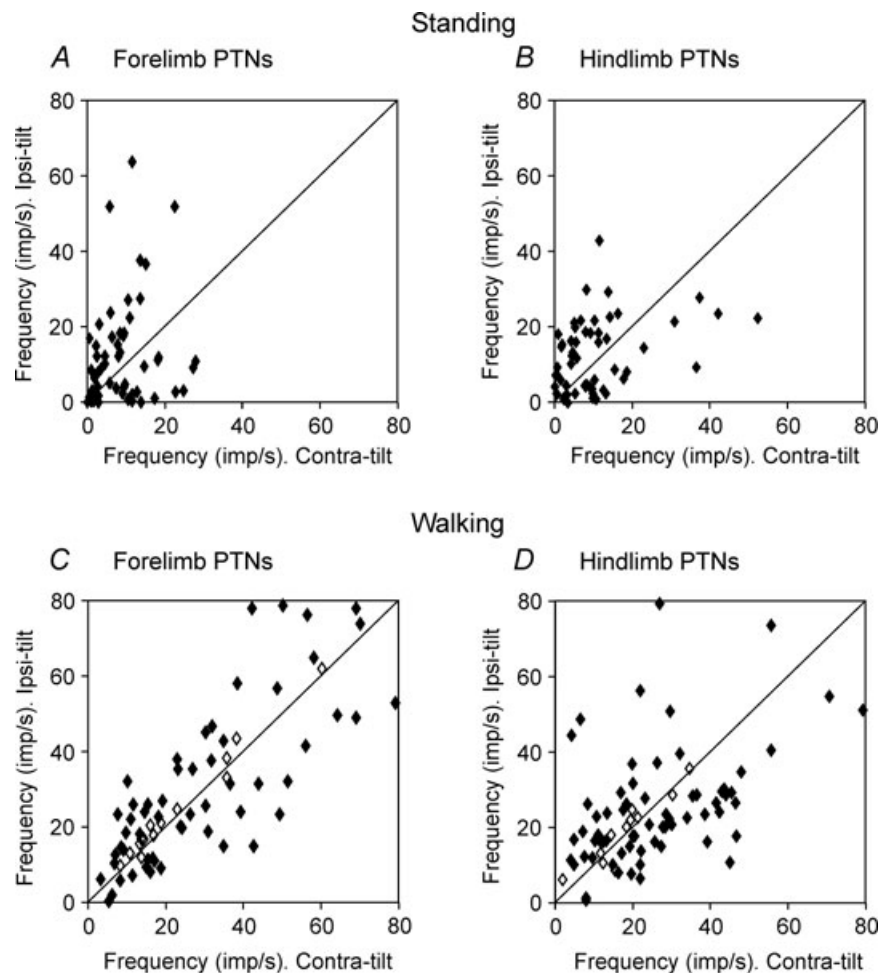 Standing
A Forelimb PTNs
B Hindlimb PTNs
Frequency (imp/s). Ipsi-tilt
80
60
40
20
0
0 20 40 60 80
Frequency (imp/s). Contra-tilt
Frequency (imp/s). Ipsi-tilt
80
60
40
20
0
0 20 40 60 80
Frequency (imp/s). Contra-tilt
Walking
C Forelimb PTNs
D Hindlimb PTNs
Frequency (imp/s). Ipsi-tilt
80
60
40
20
0
0 20 40 60 80
Frequency (imp/s). Contra-tilt
Frequency (imp/s). Ipsi-tilt
80
60
40
20
0
0 20 40 60 80
Frequency (imp/s). Contra-tilt